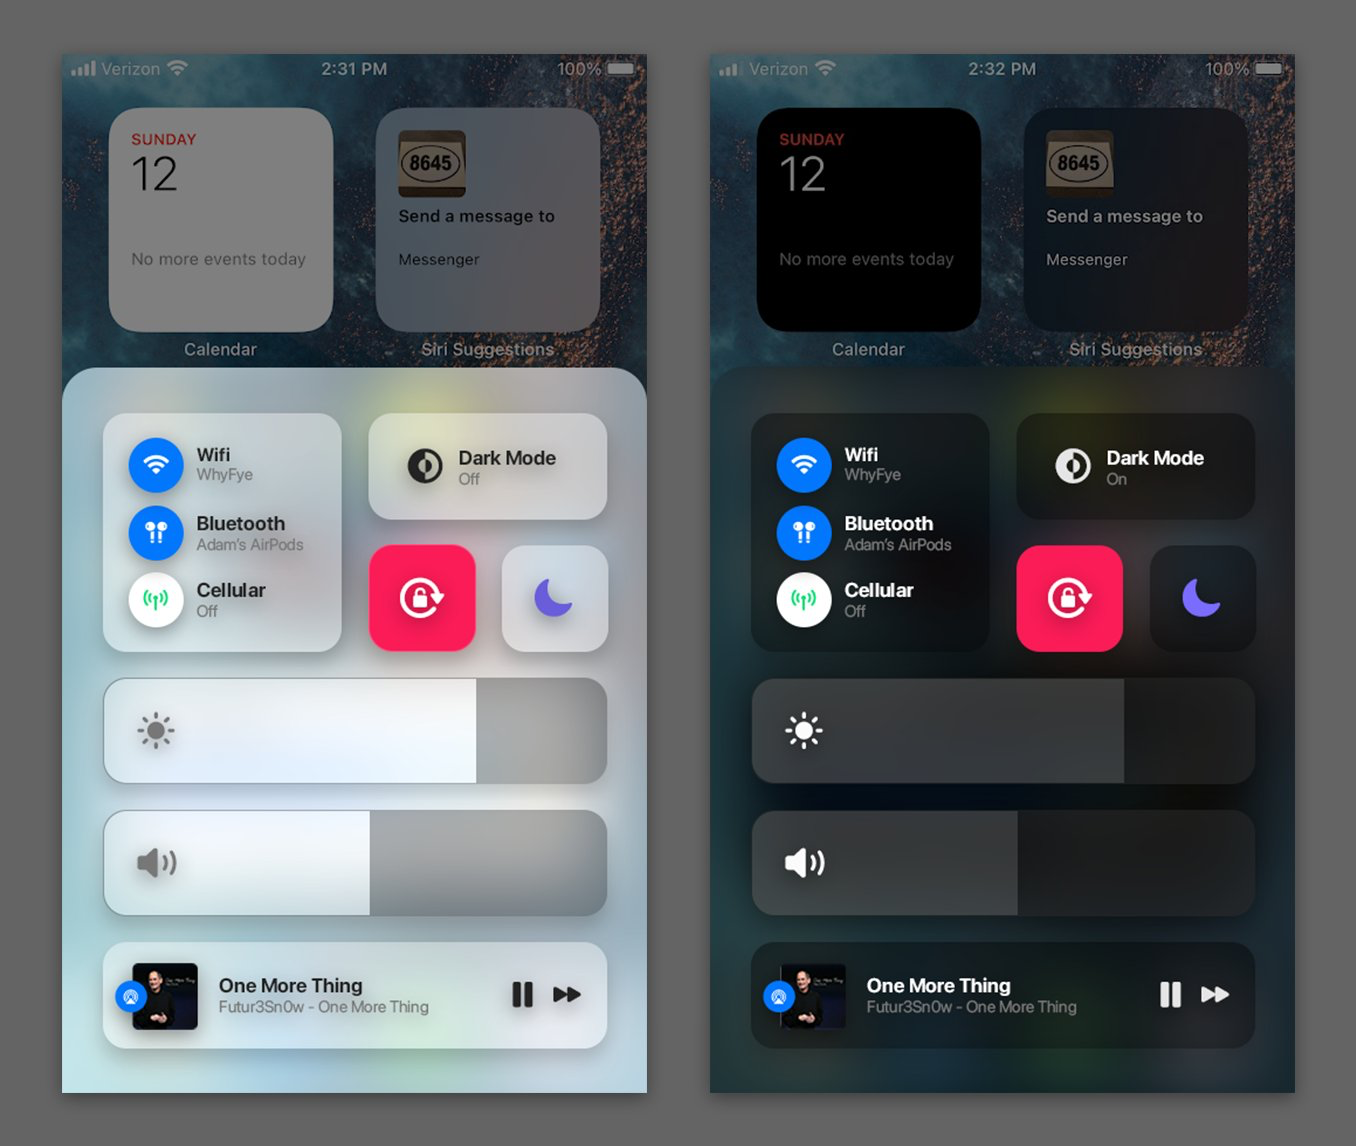 Verizon 2:31 PM 100%
SUNDAY
12
No more events today
Calendar
8645
Send a message to
Messenger
Siri Suggestions
Wifi
WhyFye
Bluetooth
Adam's AirPods
Cellular
Off
Dark Mode
Off
One More Thing
Futur3Sn0w - One More Thing
Verizon 2:32 PM 100%
SUNDAY
12
No more events today
Calendar
8645
Send a message to
Messenger
Siri Suggestions
Wifi
WhyFye
Bluetooth
Adam's AirPods
Cellular
Off
Dark Mode
On
One More Thing
Futur3Sn0w - One More Thing